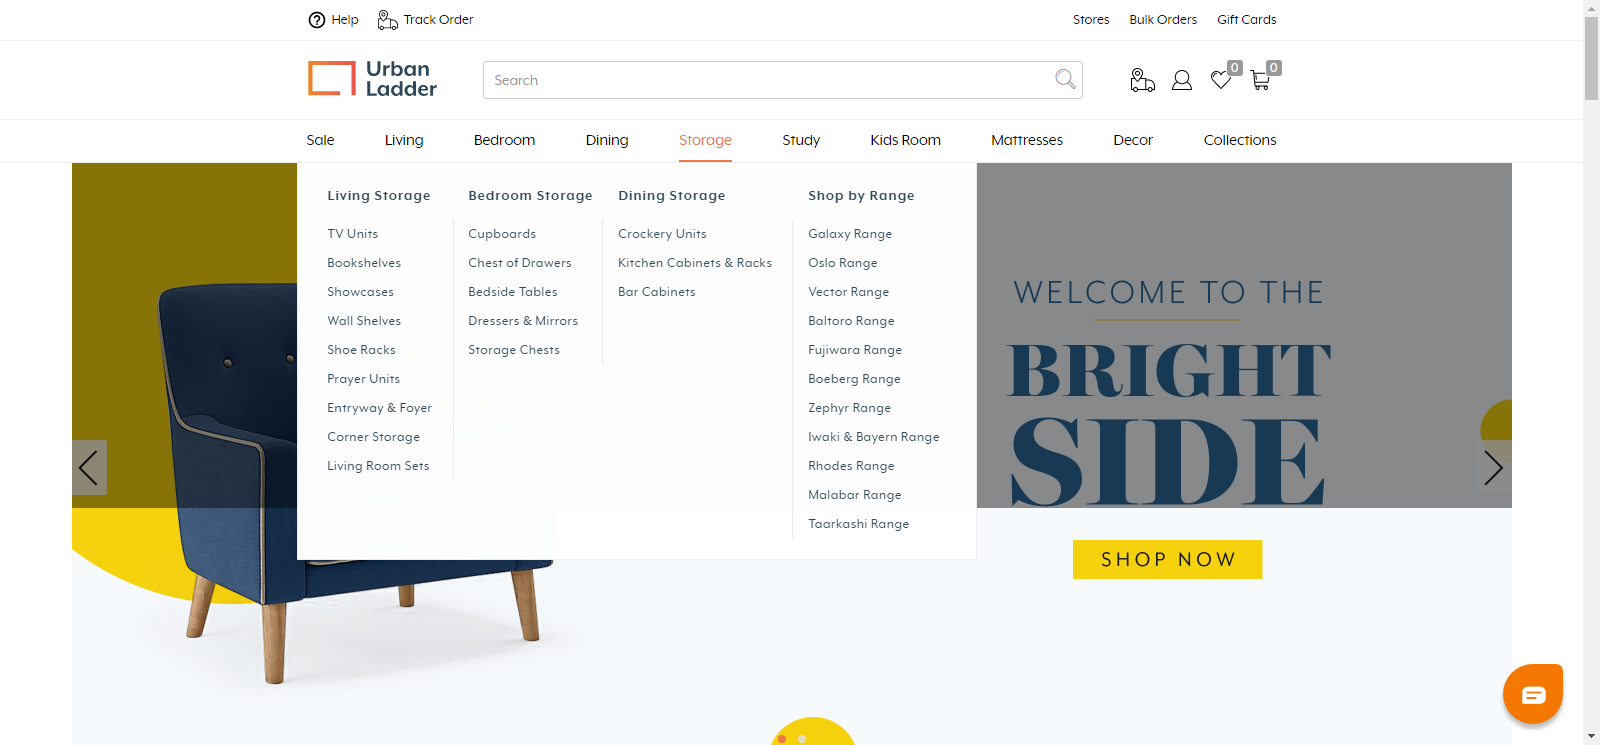 Help
Track Order
Stores
Bulk Orders
Gift Cards
Urban
Ladder
Search
0
0
Sale
Living
Bedroom
Dining
Storage
Study
Kids Room
Mattresses
Decor
Collections
Living Storage
TV Units
Bookshelves
Showcases
Wall Shelves
Shoe Racks
Prayer Units
Entryway & Foyer
Corner Storage
Living Room Sets
Bedroom Storage
Cupboards
Chest of Drawers
Bedside Tables
Dressers & Mirrors
Storage Chests
Dining Storage
Crockery Units
Kitchen Cabinets & Racks
Bar Cabinets
Shop by Range
Galaxy Range
Oslo Range
Vector Range
Baltoro Range
Fujiwara Range
Boeberg Range
Zephyr Range
Iwaki & Bayern Range
Rhodes Range
Malabar Range
Taarkashi Range
WELCOME TO THE
BRIGHT
SIDE
SHOP NOW